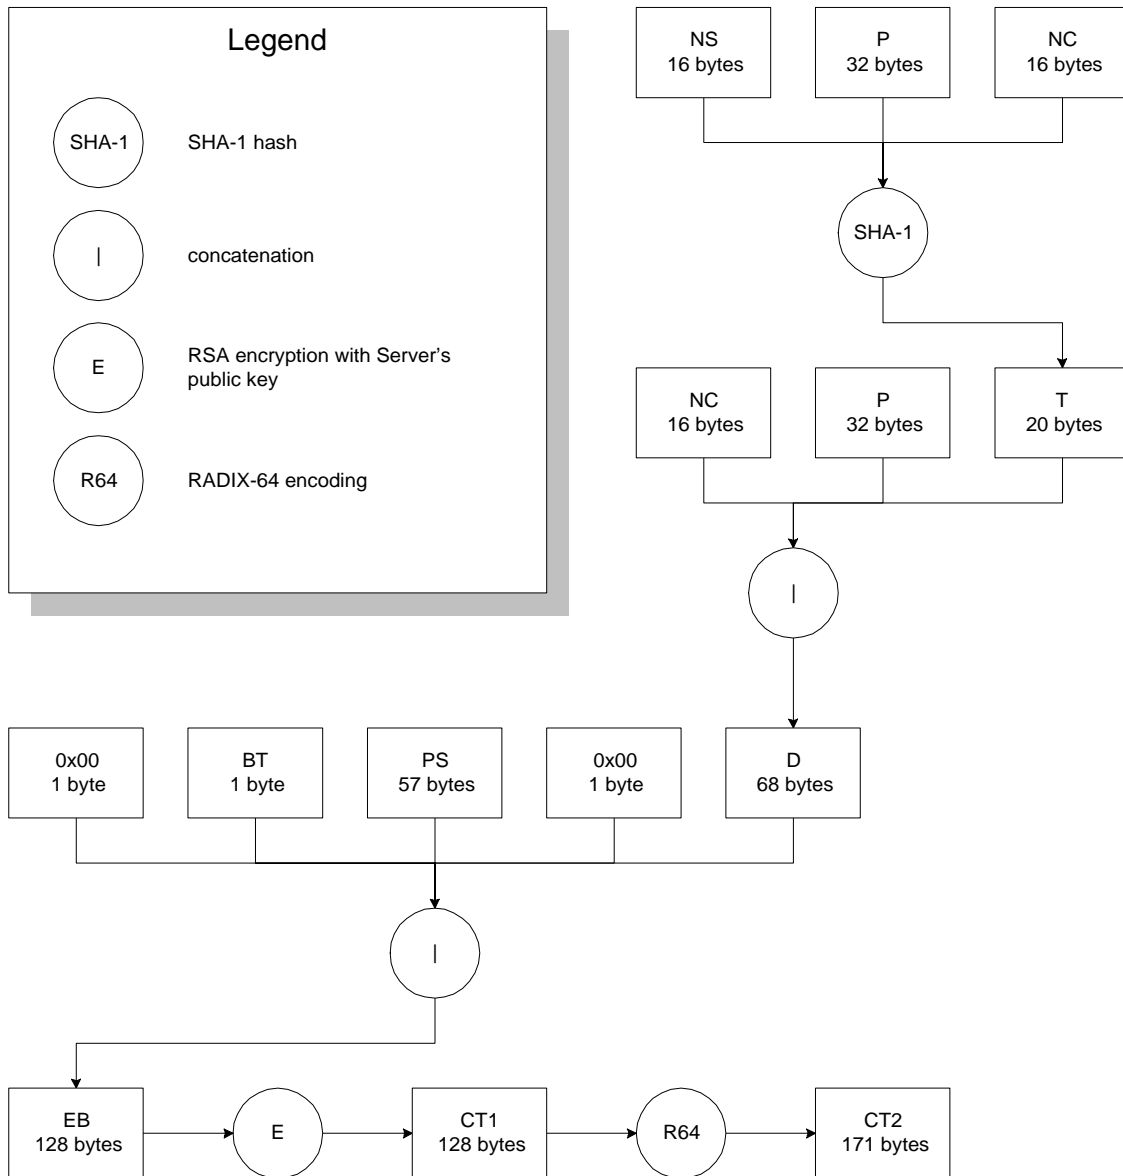 Legend
SHA-1
SHA-1 hash
|
concatenation
E
RSA encryption with Server's
public key
R64
RADIX-64 encoding
NS
16 bytes
P
32 bytes
NC
16 bytes
SHA-1
NC
16 bytes
P
32 bytes
T
20 bytes
|
0x00
1 byte
BT
1 byte
PS
57 bytes
0x00
1 byte
D
68 bytes
|
EB
128 bytes
E
CT1
128 bytes
R64
CT2
171 bytes